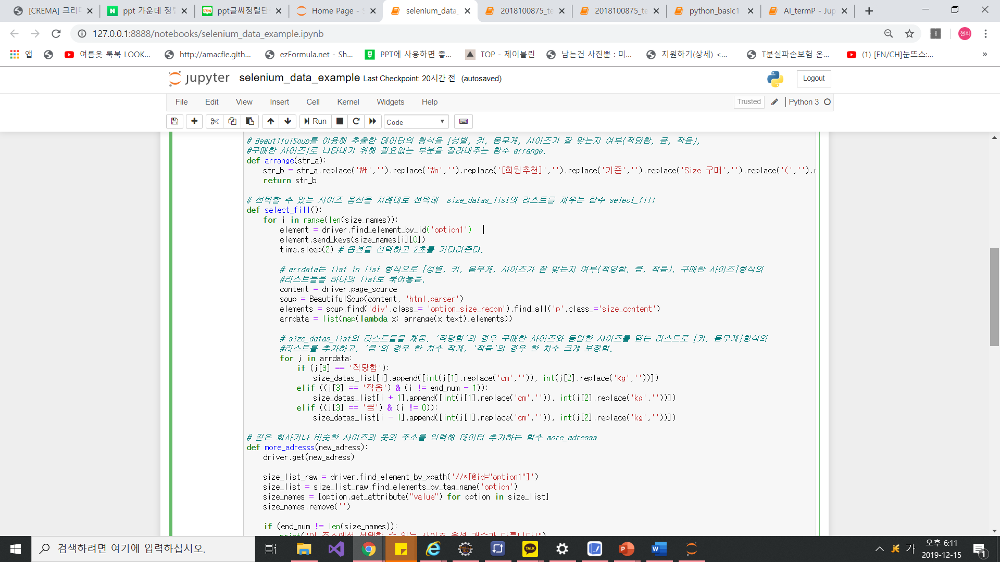 [CREMA] 크리
ppt 가운데 정렬
ppt글씨정렬단
Home Page - S
selenium_data_
2018100875_te
2018100875_te
python_basic1
AI_termP - Jup
127.0.0.1:8888/notebooks/selenium_data_example.ipynb
현희
앱
여름옷 룩북 LOOK...
http://amacfie.gith...
ezFormula.net - Sh...
PPT에 사용하면 좋...
TOP - 제이블린
남는건 사진뿐 : 미...
지원하기(상세) <...
T분실파손보험 온...
(1) [EN/CH]눈뜨스:...
»
jupyter selenium_data_example Last Checkpoint: 20시간 전 (autosaved)
Logout
File Edit View Insert Cell Kernel Widgets Help
Trusted Python 3
Run Code
# BeautifulSoup를 이용해 추출한 데이터의 형식을 [성별, 키, 몸무게, 사이즈가 잘 맞는지 여부(적당함, 큼, 작음),
#구매한 사이즈]로 나타내기 위해 필요없는 부분을 잘라내주는 함수 arrange.
def arrange(str_a):
str_b = str_a.replace('₩t','').replace('₩n','').replace('[회원추천]','').replace('기준','').replace('Size 구매','').replace('(','').r
return str_b
# 선택할 수 있는 사이즈 옵션을 차례대로 선택해 size_datas_list의 리스트를 채우는 함수 select_fill
def select_fill():
for i in range(len(size_names)):
element = driver.find_element_by_id('option1')
element.send_keys(size_names[i][0])
time.sleep(2) # 옵션을 선택하고 2초를 기다려준다.
# arrdata는 list in list 형식으로 [성별, 키, 몸무게, 사이즈가 잘 맞는지 여부(적당함, 큼, 작음), 구매한 사이즈]형식의
#리스트들을 하나의 list로 묶어놓음.
content = driver.page_source
soup = BeautifulSoup(content, 'html.parser')
elements = soup.find('div',class_= 'option_size_recom').find_all('p',class_='size_content')
arrdata = list(map(lambda x: arrange(x.text),elements))
# size_datas_list의 리스트들을 채움. '적당함'의 경우 구매한 사이즈와 동일한 사이즈를 담는 리스트로 [키, 몸무게]형식의
#리스트를 추가하고, '큼'의 경우 한 치수 작게, '작음'의 경우 한 치수 크게 보정함.
for j in arrdata:
if (j[3] == '적당함'):
size_datas_list[i].append([int(j[1].replace('cm','')), int(j[2].replace('kg',''))])
elif ((j[3] == '작음') & (i != end_num - 1)):
size_datas_list[i + 1].append([int(j[1].replace('cm','')), int(j[2].replace('kg',''))])
elif ((j[3] == '큼') & (i != 0)):
size_datas_list[i - 1].append([int(j[1].replace('cm','')), int(j[2].replace('kg',''))])
# 같은 회사거나 비슷한 사이즈의 옷의 주소를 입력해 데이터 추가하는 함수 more_adresss
def more_adresss(new_adress):
driver.get(new_adress)
size_list_raw = driver.find_element_by_xpath('//*[@id="option1"]')
size_list = size_list_raw.find_elements_by_tag_name('option')
size_names = [option.get_attribute("value") for option in size_list]
size_names.remove('')
if (end_num != len(size_names)):
print("이 주소에선 선택할 수 있는 사이즈 옵션 개수가 다릅니다!")
검색하려면 여기에 입력하십시오.
TALK
가
오후 6:11
2019-12-15
1